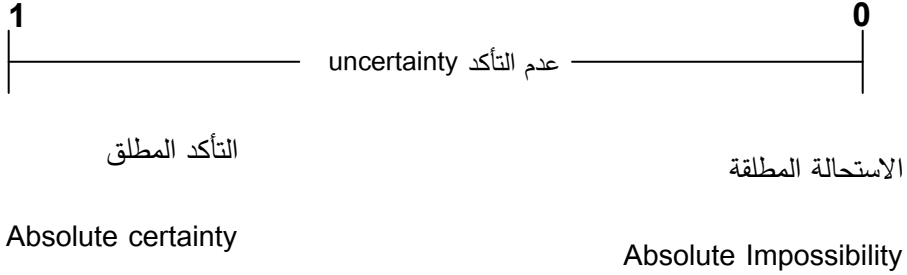 1 0
uncertainty عدم التأكد
التأكد المطلق
الاستحالة المطلقة
Absolute certainty
Absolute Impossibility